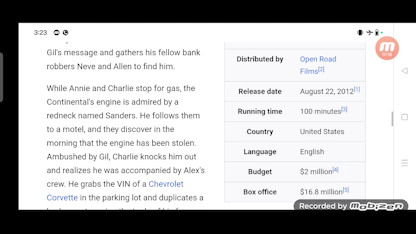 3:23
Gil's message and gathers his fellow bank
robbers Neve and Allen to find him.
While Annie and Charlie stop for gas, the
Continental's engine is admired by a
redneck named Sanders. He follows them
to a motel, and they discover in the
morning that the engine has been stolen.
Ambushed by Gil, Charlie knocks him out
and realizes he was accompanied by Alex's
crew. He grabs the VIN of a Chevrolet
Corvette in the parking lot and duplicates a
Distributed by Open Road
Films[2]
Release date August 22, 2012[1]
Running time 100 minutes[3]
Country United States
Language English
Budget $2 million[4]
Box office $16.8 million[5]
Recorded by Mobizen